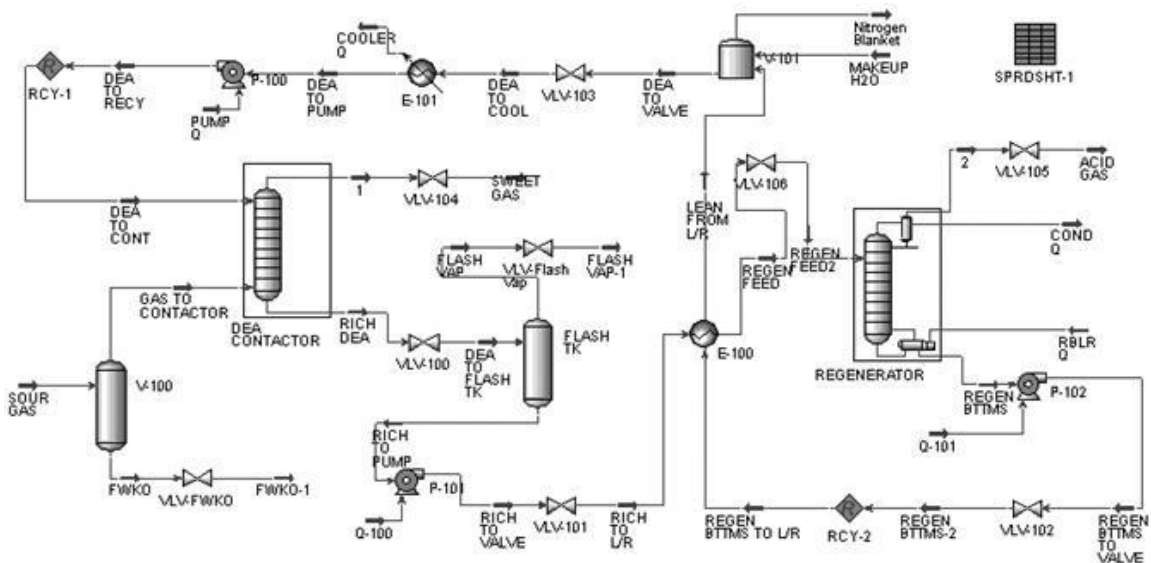 Nitrogen
Blanket
COOLER
Q
V-101
MAKEUP
H2O
SPRDSHT-1
RCY-1
DEA
TO
RECY
P-100
PUMP
Q
DEA
TO
PUMP
E-101
DEA
TO
COOL
VLV-103
DEA
TO
VALVE
1
VLV-104
SWEET
GAS
VLV-106
2
VLV-105
ACID
GAS
DEA
TO
CONT
LEAN
FROM
L/R
COND
Q
FLASH
VAP
VLV-Flash
Vap
FLASH
VAP-1
REGEN
FEED
REGEN
FEED2
GAS TO
CONTACTOR
DEA
CONTACTOR
RICH
DEA
VLV-100
DEA
TO
FLASH
TK
FLASH
TK
E-100
RBLR
Q
REGENERATOR
SOUR
GAS
V-100
REGEN
BTTMS
P-102
Q-101
RICH
TO
PUMP
FWKO
VLV-FWKO
FWKO-1
P-101
Q-100
RICH
TO
VALVE
VLV-101
RICH
TO
L/R
REGEN
BTTMS TO L/R
R
RCY-2
REGEN
BTTMS-2
VLV-102
REGEN
BTTMS
TO
VALVE